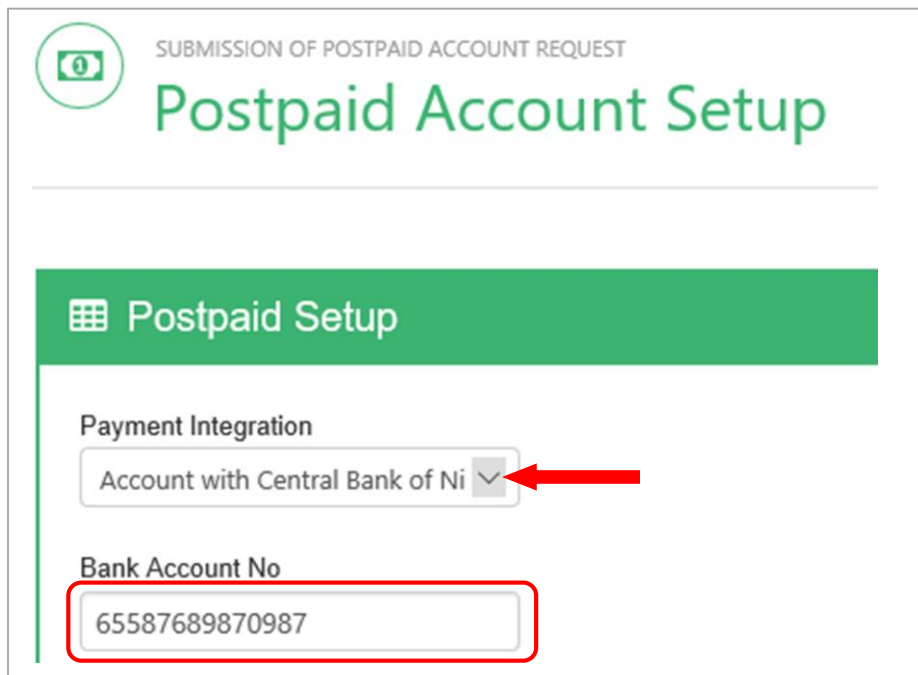 SUBMISSION OF POSTPAID ACCOUNT REQUEST
Postpaid Account Setup
Postpaid Setup
Payment Integration
Account with Central Bank of Ni
Bank Account No
65587689870987